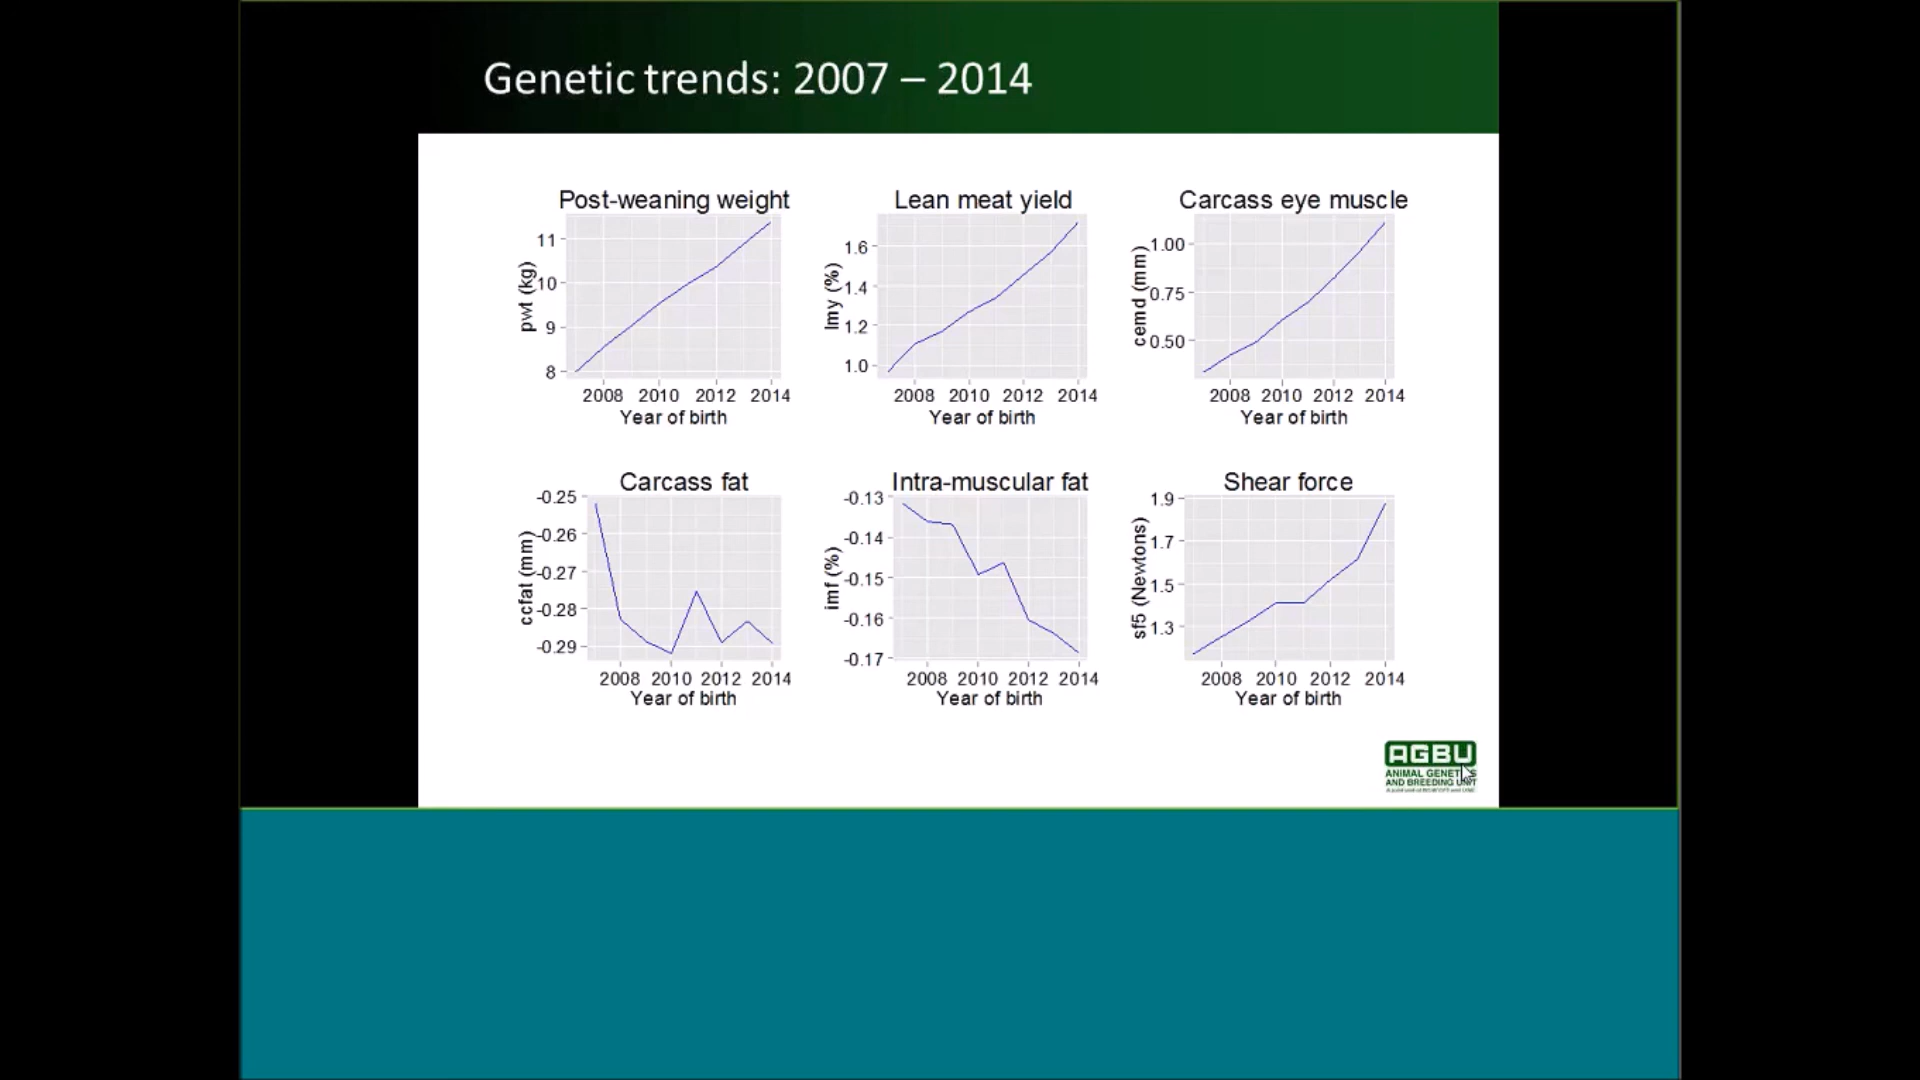 Genetic trends: 2007 – 2014
Post-weaning weight
pwt (kg)
11
10
9
8
2008 2010 2012 2014
Year of birth
Lean meat yield
lmy (%)
1.6
1.4
1.2
1.0
2008 2010 2012 2014
Year of birth
Carcass eye muscle
cemd (mm)
1.00
0.75
0.50
2008 2010 2012 2014
Year of birth
Carcass fat
ccfat (mm)
-0.25
-0.26
-0.27
-0.28
-0.29
2008 2010 2012 2014
Year of birth
Intra-muscular fat
imf (%)
-0.13
-0.14
-0.15
-0.16
-0.17
2008 2010 2012 2014
Year of birth
Shear force
sf5 (Newtons)
1.9
1.7
1.5
1.3
2008 2010 2012 2014
Year of birth
AGBU
ANIMAL GENETICS
AND BREEDING UNIT